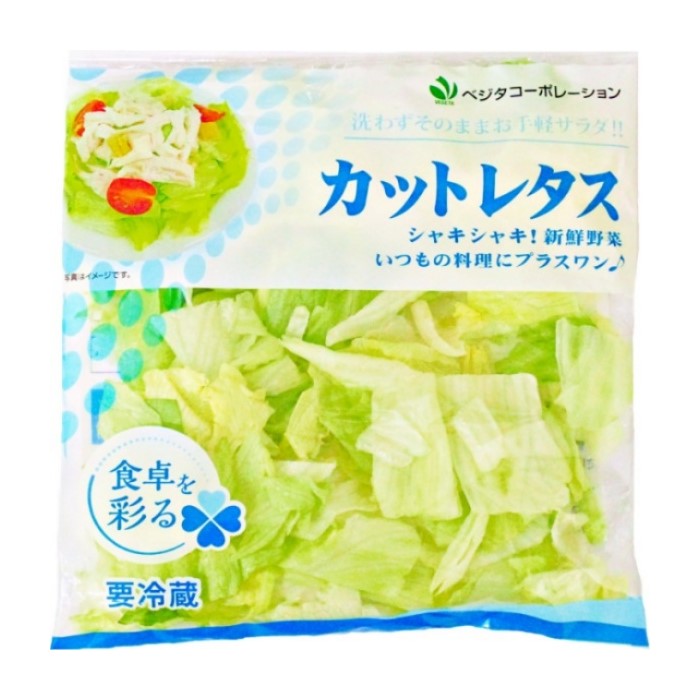 ベジタコーポレーション
洗わずそのままお手軽サラダ!!
カットレタス
シャキシャキ!新鮮野菜
いつもの料理にプラスワン♪
写真はイメージです。
食卓を
彩る
要冷蔵